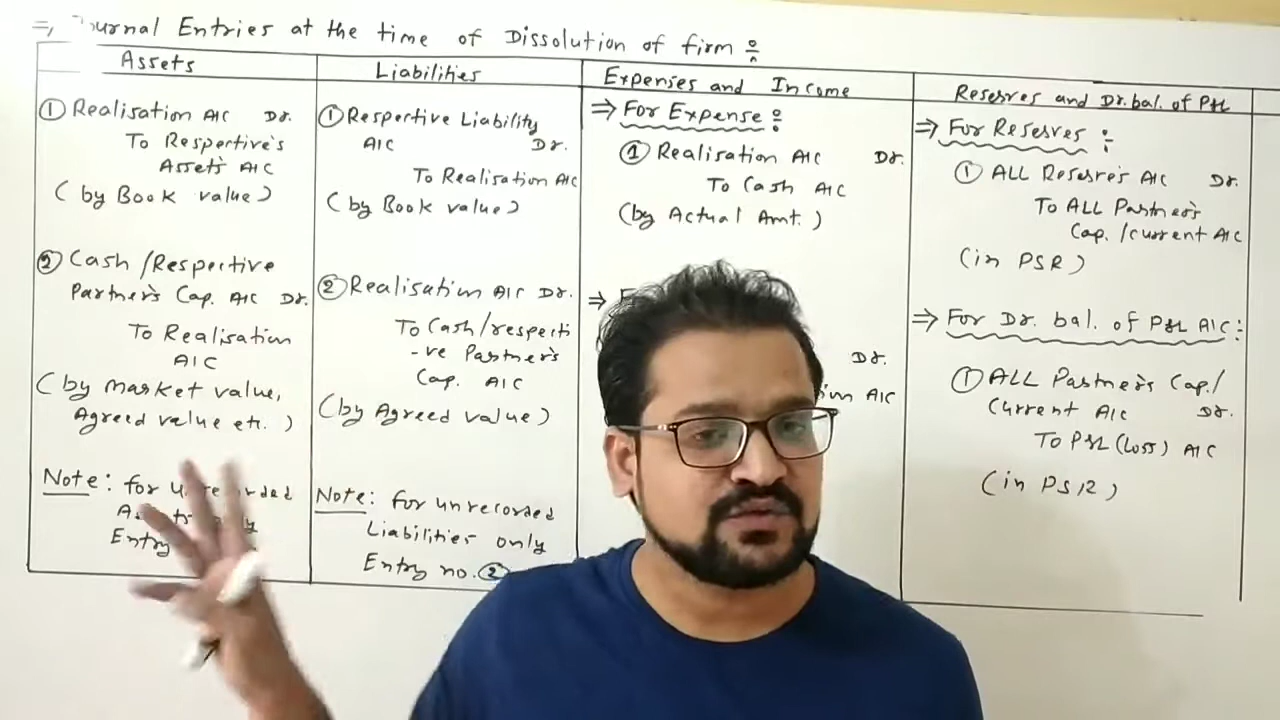 =, Journal Entries at the time of Dissolution of firm :
Assets
① Realisation A/C Dr.
To Respective's
Assets A/C
(by Book value)
② Cash /Respective
Partner's Cap. A/C Dr.
To Realisation
A/C
(by market value,
Agreed value etc.)
Note: for unrecorded
Entry
Liabilities
① Respective Liability
A/C Dr.
To Realisation A/C
(by Book value)
② Realisation A/C Dr.
To Cash/respecti
-ve Partner's
Cap. A/C
(by Agreed value)
Note: for unrecorded
Liabilities only
Entry no. ②
Expenses and Income
⇒ For Expense :
① Realisation A/C Dr.
To Cash A/C
(by Actual Amt.)
⇒
Dr.
A/C
Reserves and Dr. bal. of P&L
⇒ For Reserves :
① ALL Reserve's A/C Dr.
To ALL Partner's
Cap. /current A/C
(in PSR)
⇒ For Dr. bal. of P&L A/C :
① ALL Partner's Cap./
Current A/C Dr.
To P&L (Loss) A/C
(in PSR)